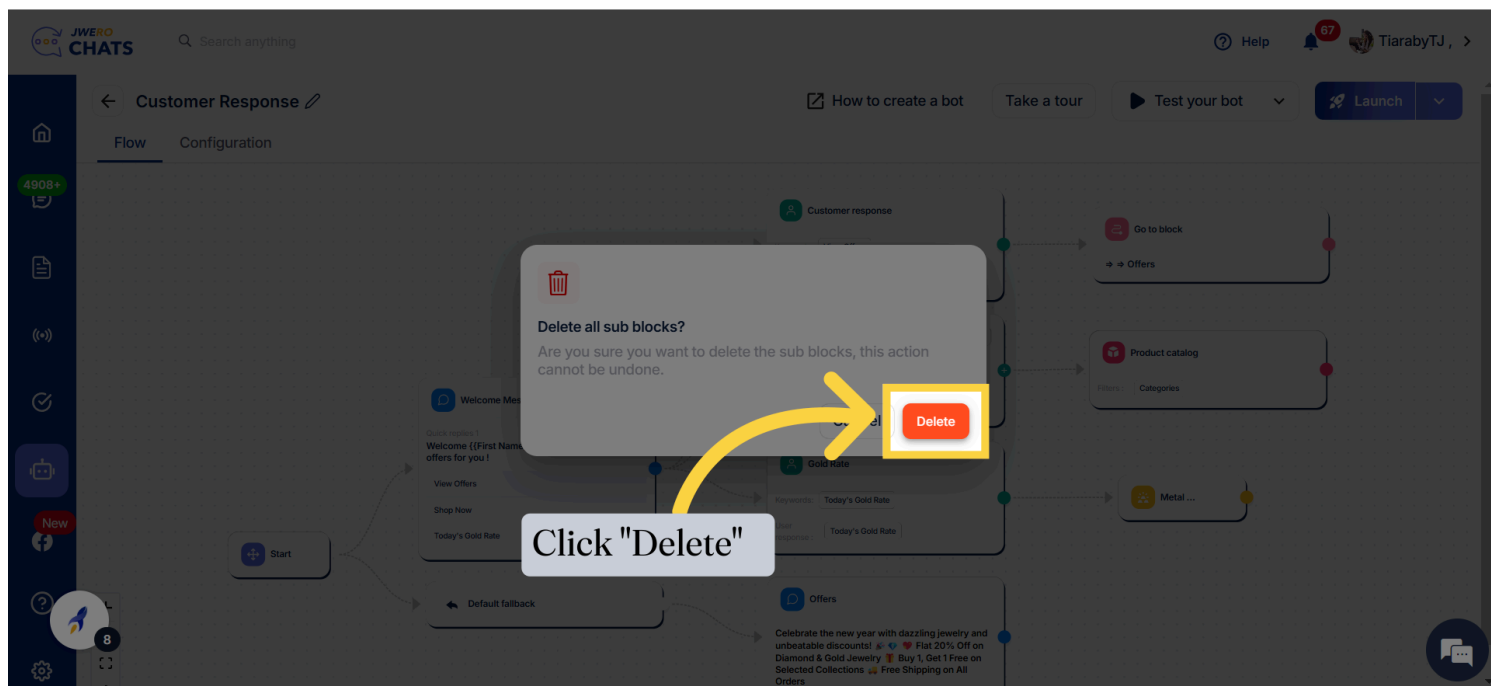 JWERO
CHATS
Search anything
Help
67
TiarabyTJ ,
Customer Response
How to create a bot
Take a tour
Test your bot
Launch
Flow
Configuration
4908+
Customer response
Go to block
⇒ ⇒ Offers
Delete all sub blocks?
Are you sure you want to delete the sub blocks, this action
cannot be undone.
Delete
Product catalog
Filters : Categories
Welcome Mes
Quick replies 1
Welcome {{First Name
offers for you !
View Offers
Shop Now
Today's Gold Rate
Gold Rate
Keywords: Today's Gold Rate
User
response : Today's Gold Rate
Metal ...
New
Click "Delete"
Start
Default fallback
Offers
Celebrate the new year with dazzling jewelry and
unbeatable discounts! 🎉 💎 ❤️ Flat 20% Off on
Diamond & Gold Jewelry 🎁 Buy 1, Get 1 Free on
Selected Collections 🚚 Free Shipping on All
Orders
8